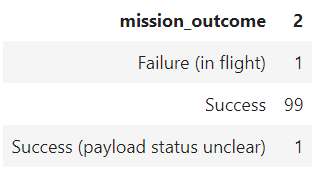 mission_outcome 2
Failure (in flight) 1
Success 99
Success (payload status unclear) 1